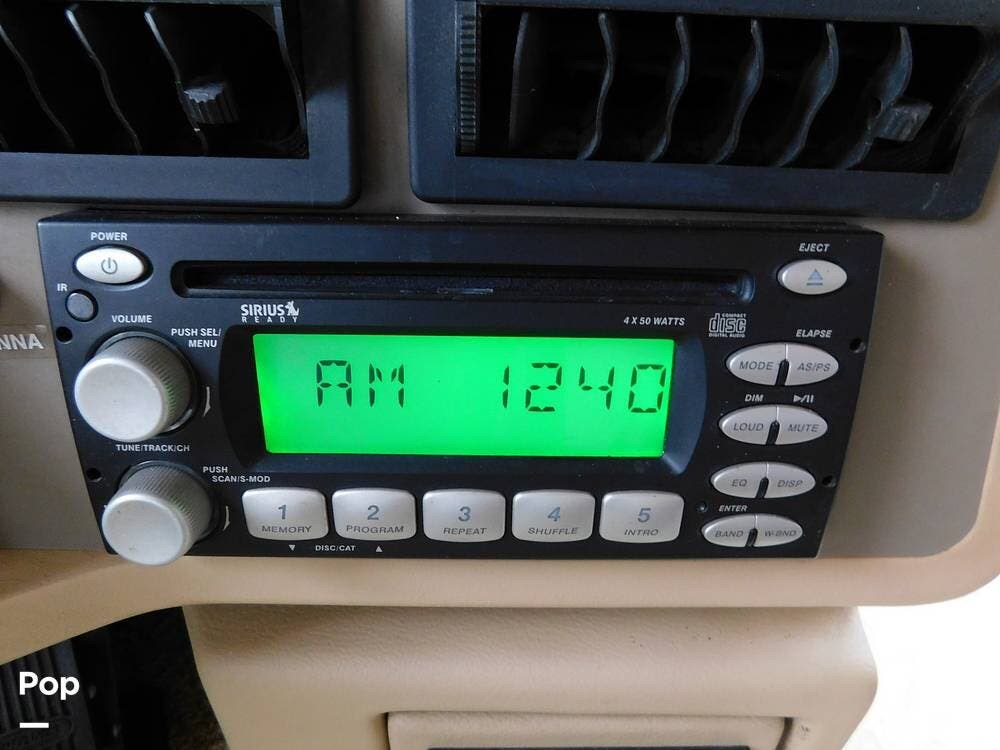 POWER
EJECT
IR
SIRIUS
READY
4 X 50 WATTS
COMPACT
disc
DIGITAL AUDIO
VOLUME
PUSH SEL/
MENU
ELAPSE
NNA
AM 1240
MODE AS/PS
DIM ▶/II
LOUD MUTE
TUNE/TRACK/CH
PUSH
SCAN/S-MOD
EQ DISP
1 2 3 4 5
MEMORY PROGRAM REPEAT SHUFFLE INTRO
ENTER
BAND W-BND
▼ DISC/CAT ▲
Pop